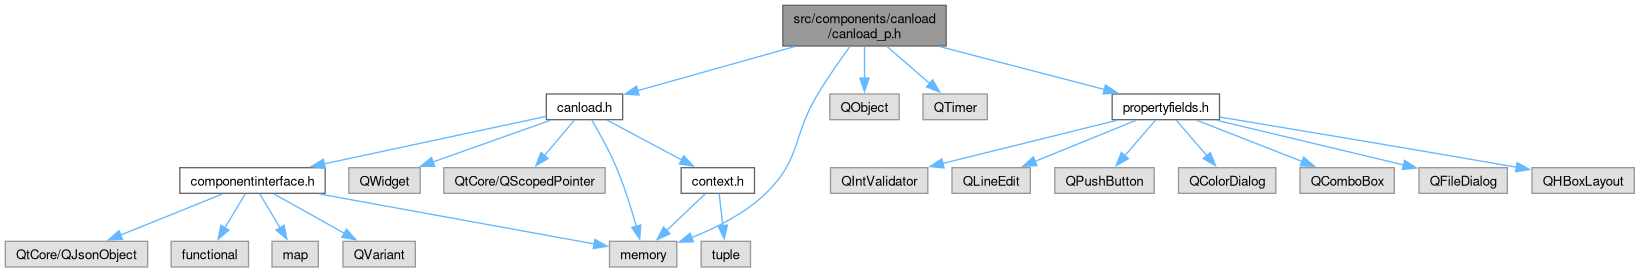 src/components/canload
/canload_p.h
canload.h
QObject
QTimer
propertyfields.h
componentinterface.h
QWidget
QtCore/QScopedPointer
context.h
QIntValidator
QLineEdit
QPushButton
QColorDialog
QComboBox
QFileDialog
QHBoxLayout
QtCore/QJsonObject
functional
map
QVariant
memory
tuple